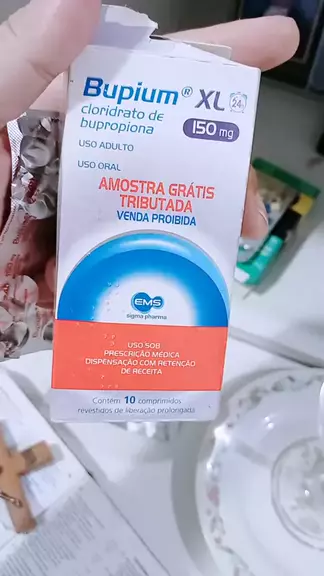 Bupium® XL 24h
cloridrato de
bupropiona
150 mg
USO ADULTO
USO ORAL
AMOSTRA GRÁTIS
TRIBUTADA
VENDA PROIBIDA
EMS
sigma pharma
USO SOB
PRESCRIÇÃO MÉDICA
DISPENSAÇÃO COM RETENÇÃO
DE RECEITA
Contém 10 comprimidos
revestidos de liberação prolongada